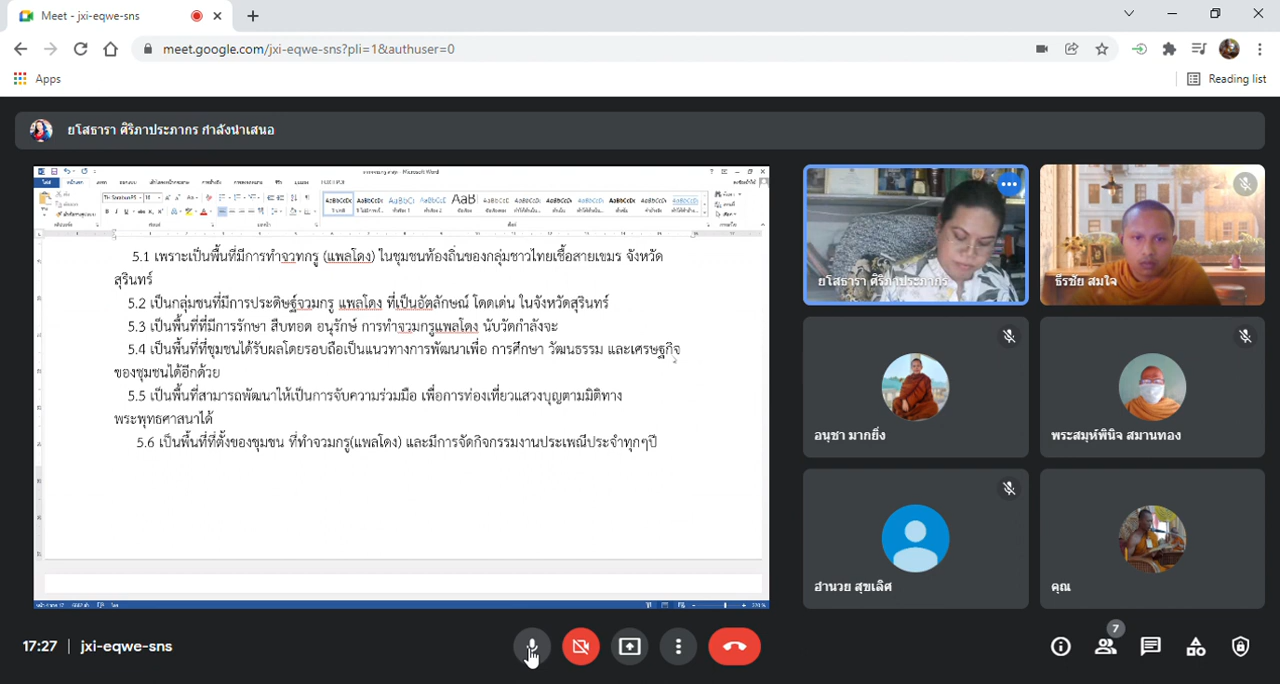 Meet - jxi-eqwe-sns
meet.google.com/jxi-eqwe-sns?pli=1&authuser=0
Apps
Reading list
ยโสธารา ศิริภาประภากร กำลังนำเสนอ
Microsoft Word
5.1 เพราะเป็นพื้นที่มีการทำจวทกรู (แพลโดง) ในชุมชนท้องถิ่นของกลุ่มชาวไทยเชื้อสายเขมร จังหวัด
สุรินทร์
5.2 เป็นกลุ่มชนที่มีการประดิษฐ์จวมกรู แพลโดง ที่เป็นอัตลักษณ์ โดดเด่น ในจังหวัดสุรินทร์
5.3 เป็นพื้นที่ที่มีการรักษา สืบทอด อนุรักษ์ การทำจวมกรูแพลโดง นับวัดกำลังจะ
5.4 เป็นพื้นที่ที่ชุมชนได้รับผลโดยรอบถือเป็นแนวทางการพัฒนาเพื่อ การศึกษา วัฒนธรรม และเศรษฐกิจ
ของชุมชนได้อีกด้วย
5.5 เป็นพื้นที่สามารถพัฒนาให้เป็นการจับความร่วมมือ เพื่อการท่องเที่ยวแสวงบุญตามมิติทาง
พระพุทธศาสนาได้
5.6 เป็นพื้นที่ที่ตั้งของชุมชน ที่ทำจวมกรู(แพลโดง) และมีการจัดกิจกรรมงานประเพณีประจำทุกๆปี
ยโสธารา ศิริภาประภากร
ธีรชัย สมใจ
อนุชา มากยิ่ง
พระสมุห์พินิจ สมานทอง
อำนวย สุขเลิศ
คุณ
17:27 | jxi-eqwe-sns
7